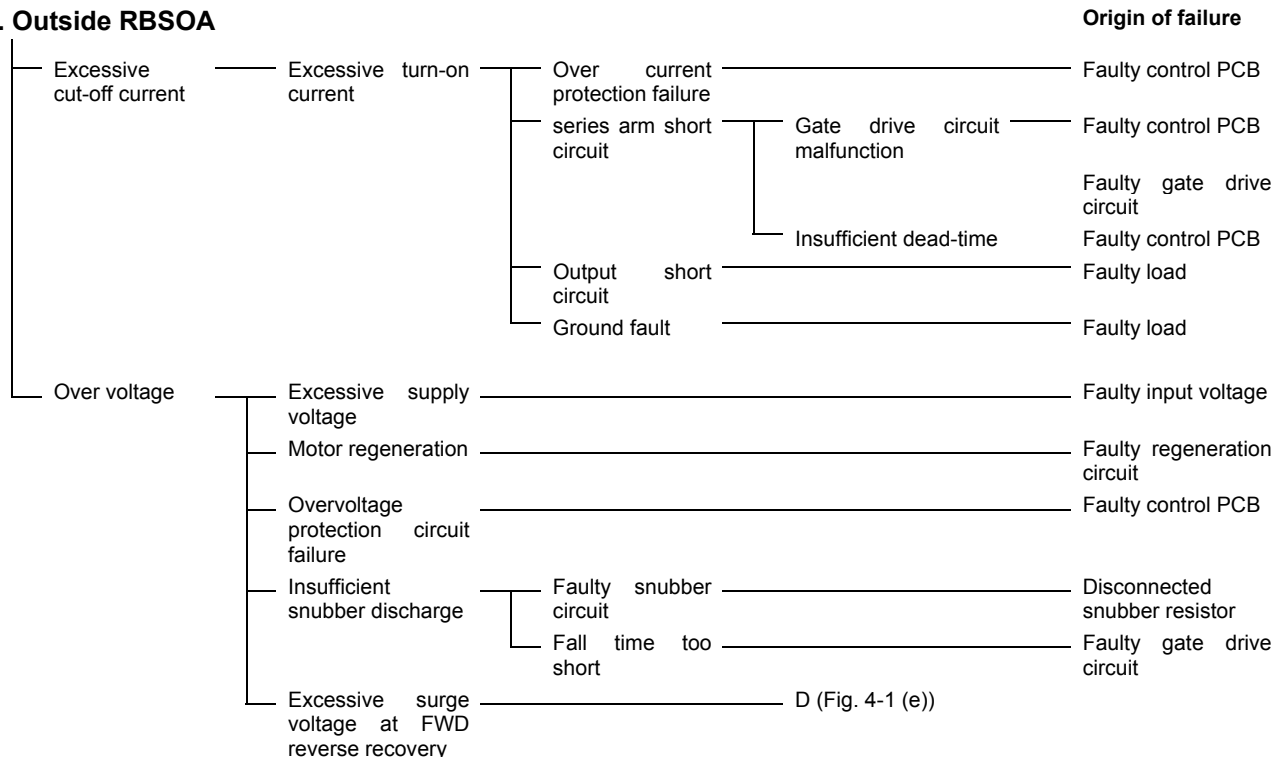 . Outside RBSOA
Origin of failure
Excessive
cut-off current
Excessive turn-on
current
Over current
protection failure
Faulty control PCB
series arm short
circuit
Gate drive circuit
malfunction
Faulty control PCB
Faulty gate drive
circuit
Insufficient dead-time
Faulty control PCB
Output short
circuit
Faulty load
Ground fault
Faulty load
Over voltage
Excessive supply
voltage
Faulty input voltage
Motor regeneration
Faulty regeneration
circuit
Overvoltage
protection circuit
failure
Faulty control PCB
Insufficient
snubber discharge
Faulty snubber
circuit
Disconnected
snubber resistor
Fall time too
short
Faulty gate drive
circuit
Excessive surge
voltage at FWD
reverse recovery
D (Fig. 4-1 (e))